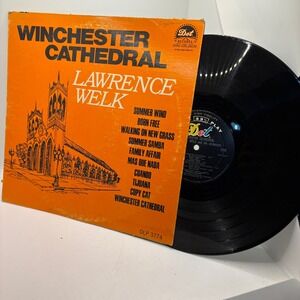 WINCHESTER
CATHEDRAL
Dot
LAWRENCE
WELK
SUMMER WIND
BORN FREE
WALKING ON NEW GRASS
SUMMER SAMBA
FAMILY AFFAIR
MAS QUE NADA
CUANDO
TIJUANA
COPY CAT
WINCHESTER CATHEDRAL
DLP 3774
Dot